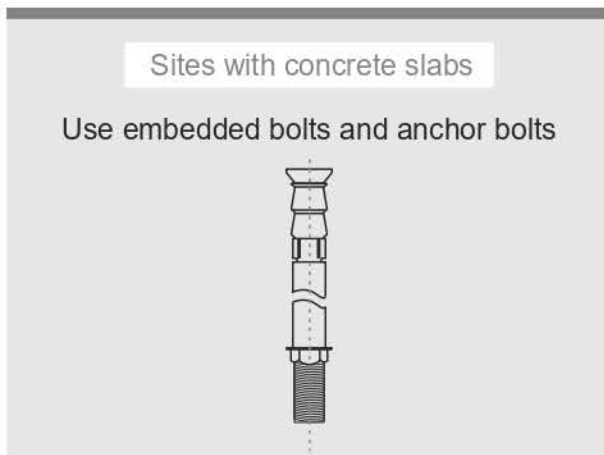 Sites with concrete slabs
Use embedded bolts and anchor bolts